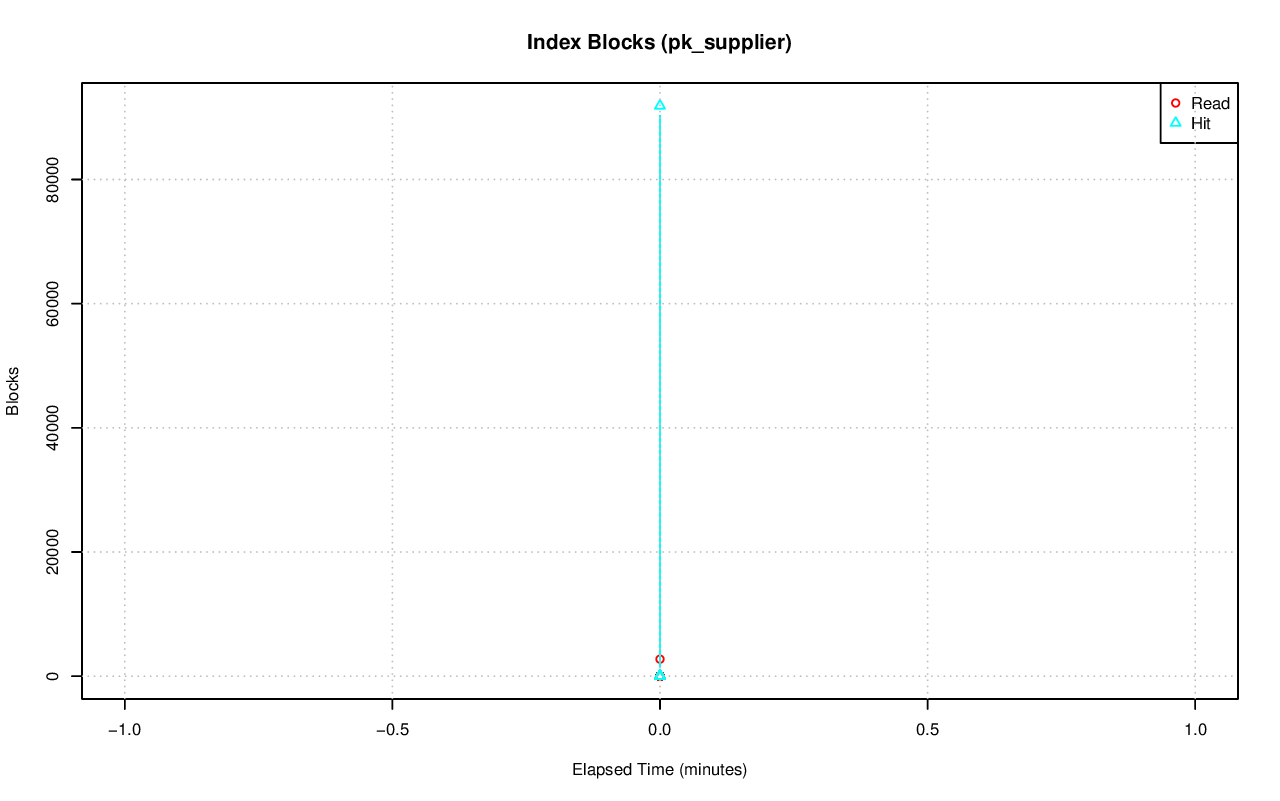 Index Blocks (pk_supplier)
Read
Hit
80000
60000
40000
20000
0
Blocks
−1.0
−0.5
0.0
0.5
1.0
Elapsed Time (minutes)